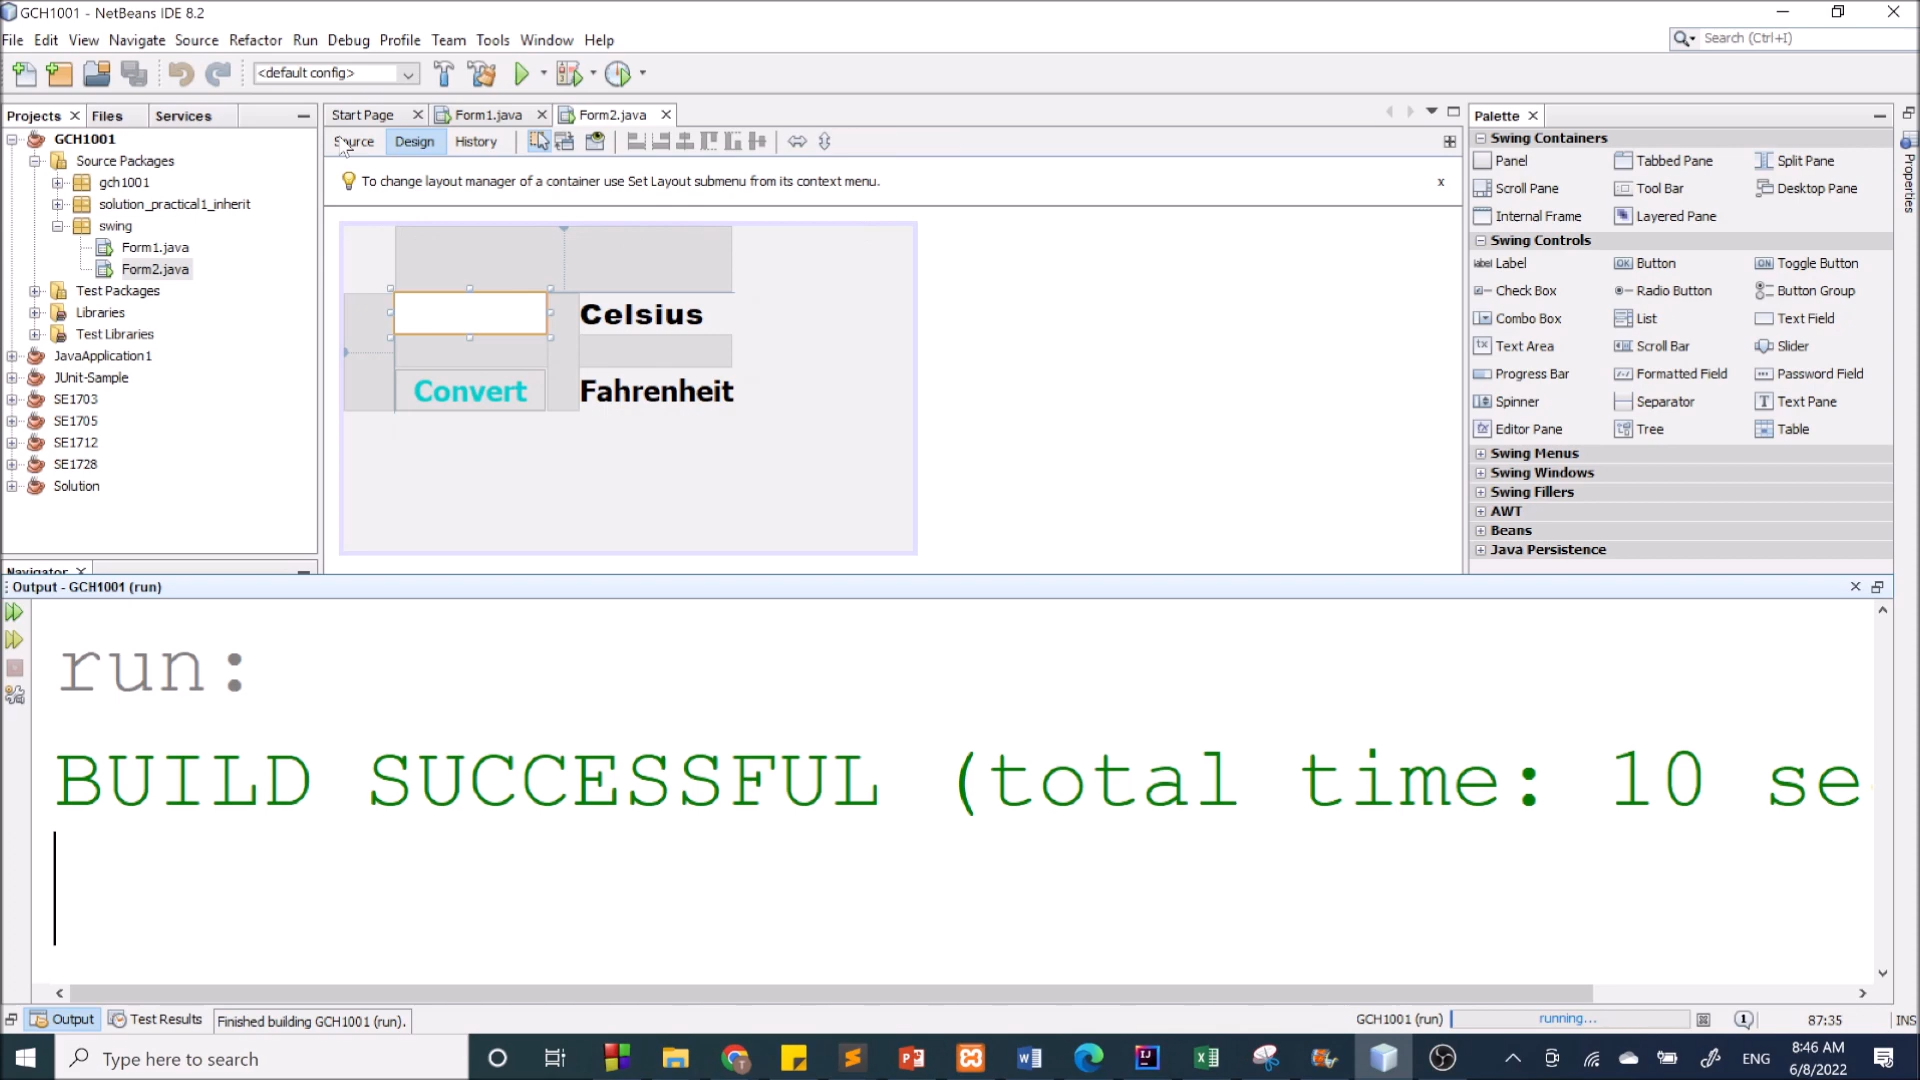 GCH1001 - NetBeans IDE 8.2
File Edit View Navigate Source Refactor Run Debug Profile Team Tools Window Help
Search (Ctrl+I)
<default config>
Projects Files Services
Start Page Form1.java Form2.java
Palette
Source Design History
To change layout manager of a container use Set Layout submenu from its context menu.
x
GCH1001
Source Packages
gch1001
solution_practical1_inherit
swing
Form1.java
Form2.java
Test Packages
Libraries
Test Libraries
JavaApplication1
JUnit-Sample
SE1703
SE1705
SE1712
SE1728
Solution
Navigator
Celsius
Convert Fahrenheit
Swing Containers
Panel Tabbed Pane Split Pane
Scroll Pane Tool Bar Desktop Pane
Internal Frame Layered Pane
Swing Controls
label Label OK Button ON Toggle Button
Check Box Radio Button Button Group
Combo Box List Text Field
Text Area Scroll Bar Slider
Progress Bar Formatted Field Password Field
Spinner Separator Text Pane
Editor Pane Tree Table
Swing Menus
Swing Windows
Swing Fillers
AWT
Beans
Java Persistence
Properties
Output - GCH1001 (run)
run:
BUILD SUCCESSFUL (total time: 10 se
Output Test Results Finished building GCH1001 (run).
GCH1001 (run) running... 1 87:35 INS
Type here to search
ENG
8:46 AM
6/8/2022